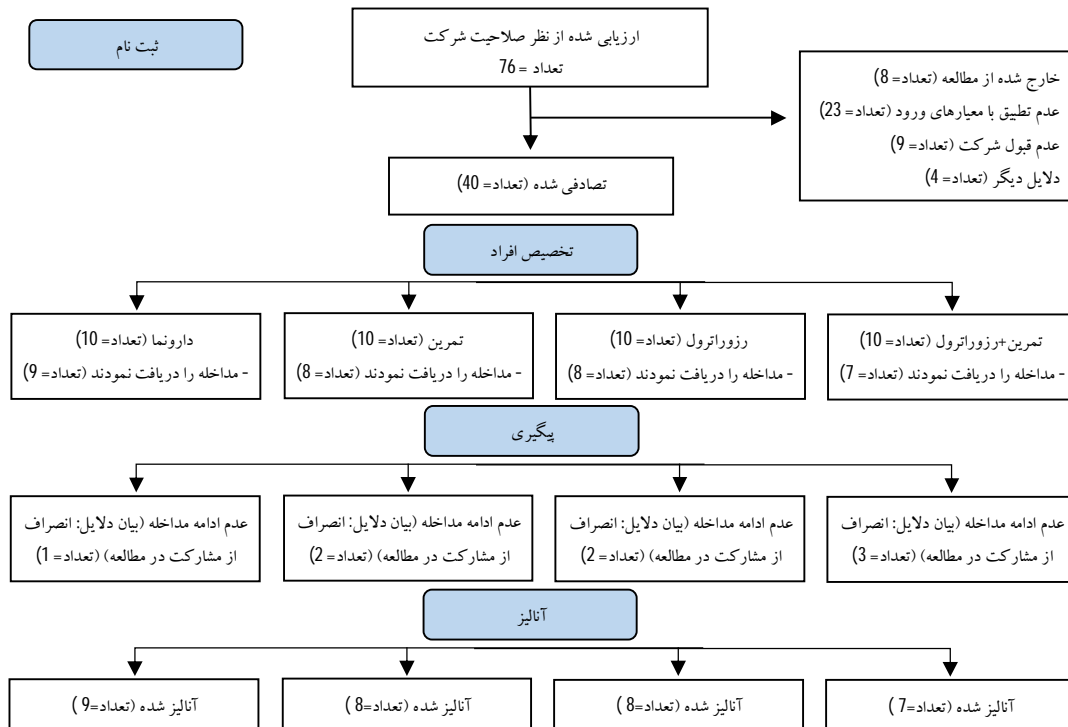 ثبت نام
ارزیابی شده از نظر صلاحیت شرکت
تعداد = 76
خارج شده از مطالعه (تعداد= 8)
عدم تطبیق با معیارهای ورود (تعداد= 23)
عدم قبول شرکت (تعداد= 9)
دلایل دیگر (تعداد= 4)
تصادفی شده (تعداد= 40)
تخصیص افراد
تمرین+رزوراترول (تعداد= 10)
- مداخله را دریافت نمودند (تعداد= 7)
رزوراترول (تعداد= 10)
- مداخله را دریافت نمودند (تعداد= 8)
تمرین (تعداد= 10)
- مداخله را دریافت نمودند (تعداد= 8)
دارونما (تعداد= 10)
- مداخله را دریافت نمودند (تعداد= 9)
پیگیری
عدم ادامه مداخله (بیان دلایل: انصراف
از مشارکت در مطالعه) (تعداد= 3)
عدم ادامه مداخله (بیان دلایل: انصراف
از مشارکت در مطالعه) (تعداد= 2)
عدم ادامه مداخله (بیان دلایل: انصراف
از مشارکت در مطالعه) (تعداد= 2)
عدم ادامه مداخله (بیان دلایل: انصراف
از مشارکت در مطالعه) (تعداد= 1)
آنالیز
آنالیز شده (تعداد=7 )
آنالیز شده (تعداد=8 )
آنالیز شده (تعداد=8 )
آنالیز شده (تعداد=9 )